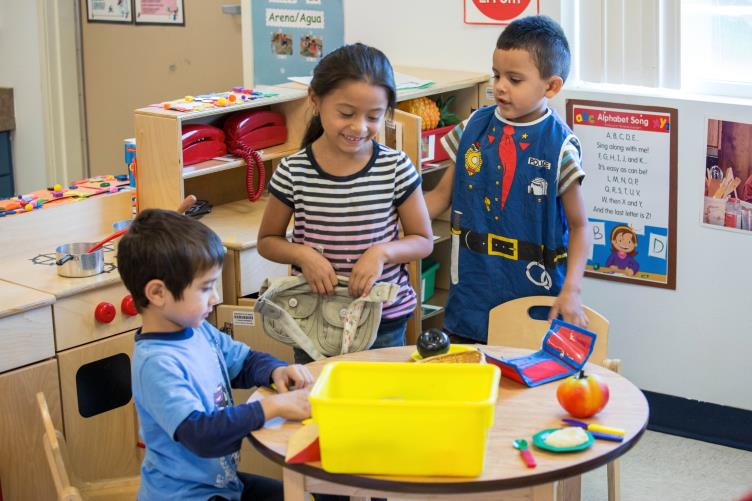 Arena/Agua
Alphabet Song
A, B, C, D, E...
Sing along with me!
F, G, H, I, J and K...
It's easy as can be!
L, M, N, O, P,
Q, R, S, T, U, V,
W, then X and Y,
And the last letter is Z!
B
D
POLICE